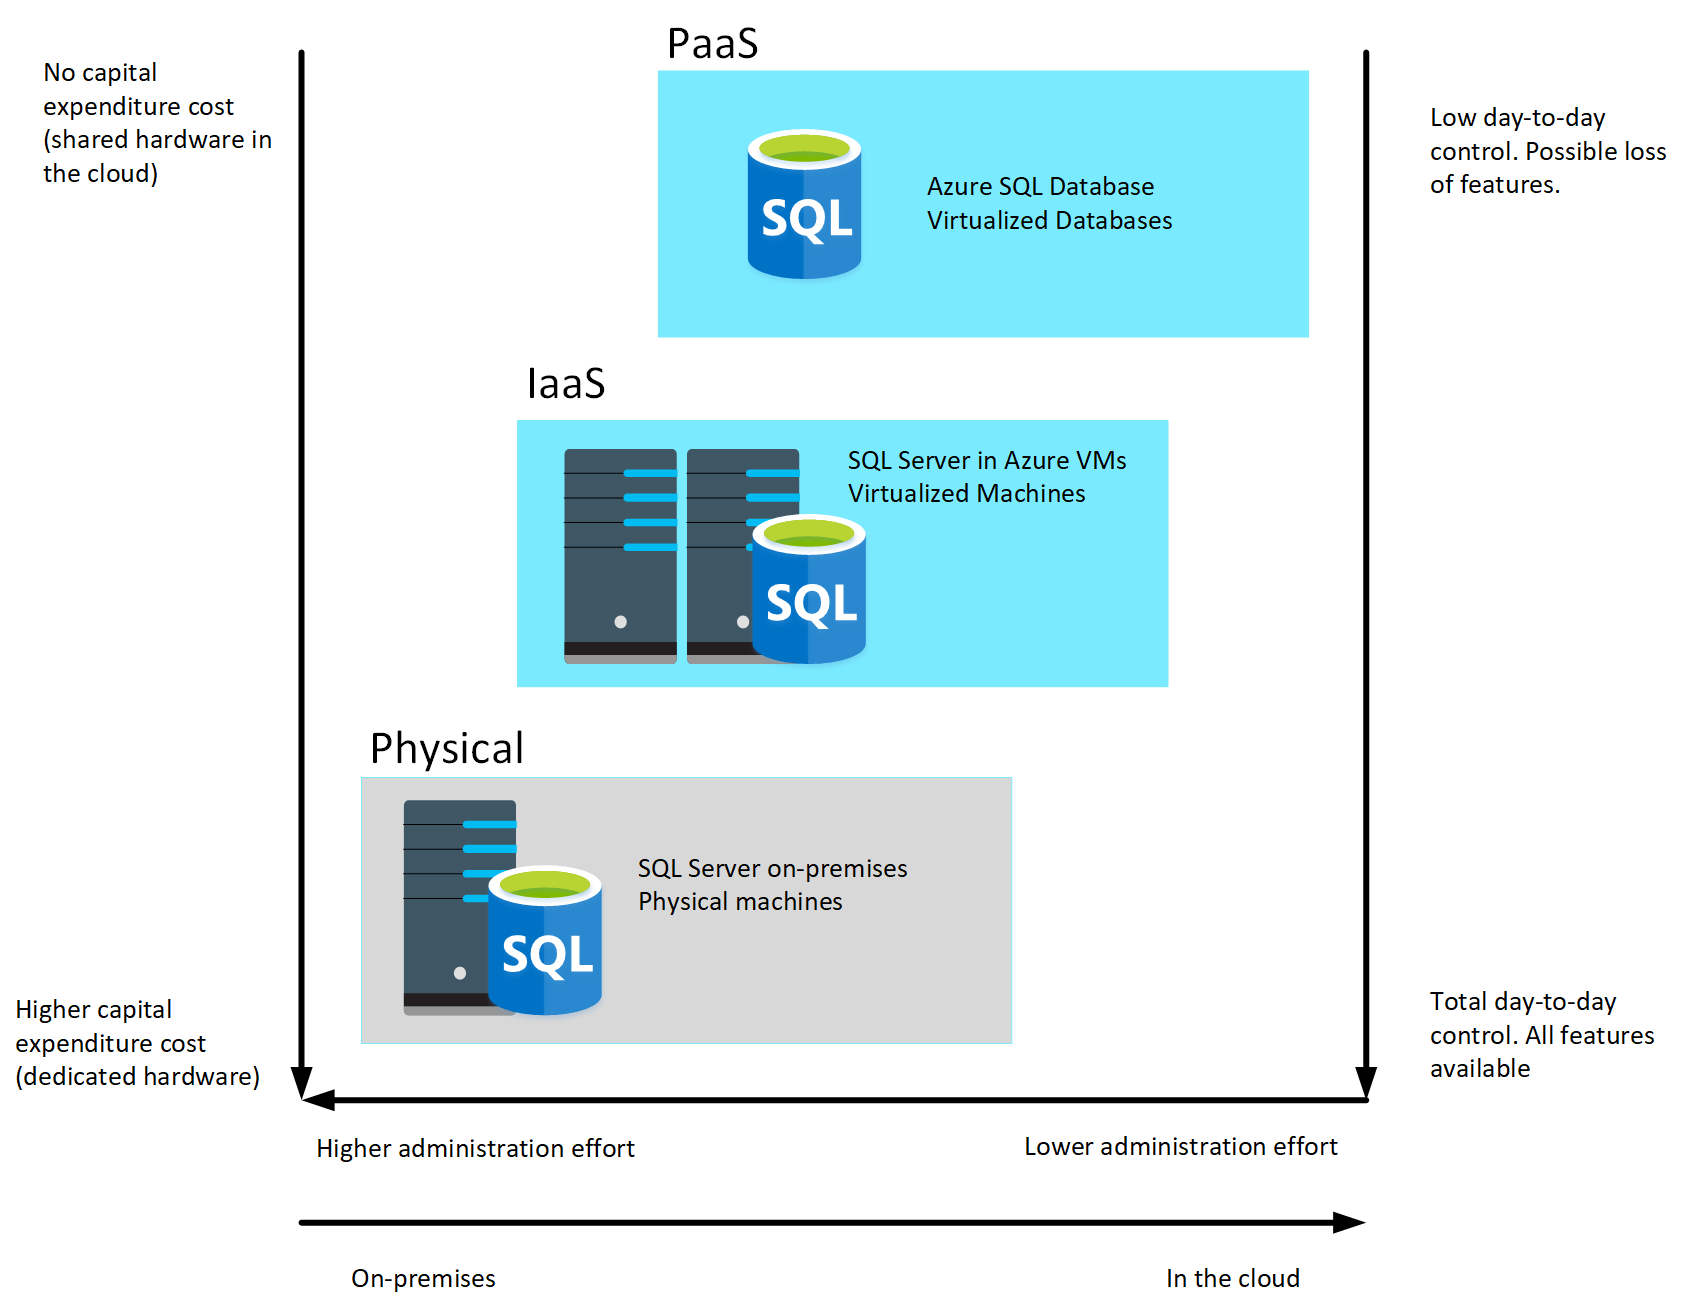 PaaS
No capital
expenditure cost
(shared hardware in
the cloud)
Low day-to-day
control. Possible loss
of features.
SQL
Azure SQL Database
Virtualized Databases
IaaS
SQL Server in Azure VMs
Virtualized Machines
SQL
Physical
SQL Server on-premises
Physical machines
SQL
Higher capital
expenditure cost
(dedicated hardware)
Total day-to-day
control. All features
available
Higher administration effort
Lower administration effort
On-premises
In the cloud